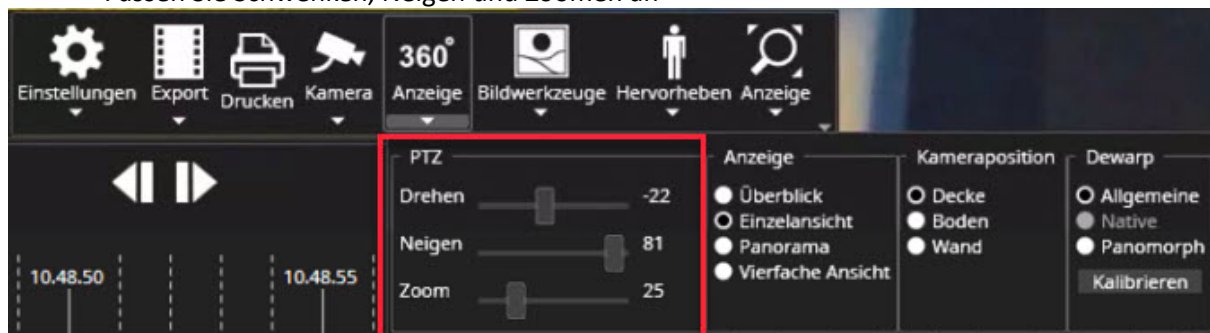 Passen Sie Schwenken, Neigen und Zoomen an
360°
Einstellungen Export Drucken Kamera Anzeige Bildwerkzeuge Hervorheben Anzeige
PTZ
Drehen -22
Neigen 81
Zoom 25
Anzeige
Überblick
Einzelansicht
Panorama
Vierfache Ansicht
Kameraposition
Decke
Boden
Wand
Dewarp
Allgemeine
Native
Panomorph
Kalibrieren
10.48.50 10.48.55